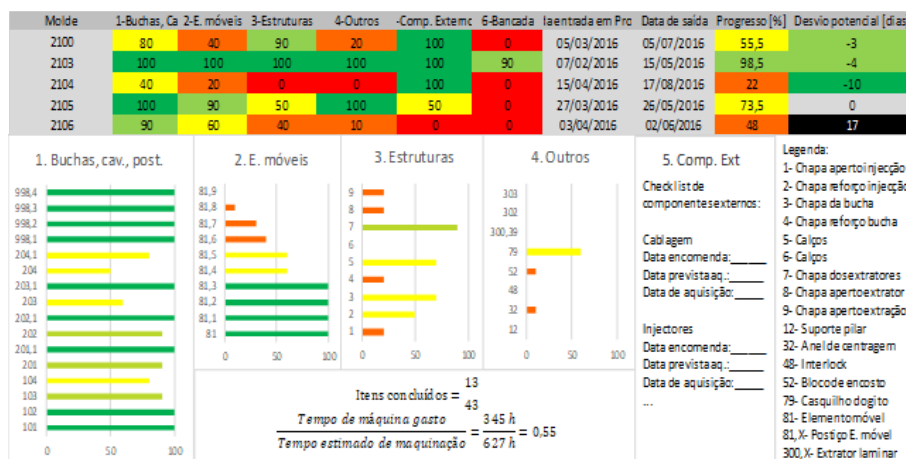 Molde 1-Buchas, Ca 2-E. móveis 3-Estruturas 4-Outros -Comp. Externc 6-Bancada la entrada em Pro Data de saída Progresso [%] Desvio potencial [dias
2100 80 40 90 20 100 0 05/03/2016 05/07/2016 55,5 -3
2103 100 100 100 100 100 90 07/02/2016 15/05/2016 98,5 -4
2104 40 20 0 0 100 0 15/04/2016 17/08/2016 22 -10
2105 100 90 50 100 50 0 27/03/2016 26/05/2016 73,5 0
2106 90 60 40 10 0 0 03/04/2016 02/06/2016 48 17
1. Buchas, cav., post.
998,4
998,3
998,2
998,1
204,1
204
203,1
203
202,1
202
201,1
201
104
103
102
101
0 50 100
2. E. móveis
81,9
81,8
81,7
81,6
81,5
81,4
81,3
81,2
81,1
81
0 50 100
3. Estruturas
9
8
7
6
5
4
3
2
1
0 50 100
4. Outros
303
302
300,39
79
52
48
32
12
0 50 100
Itens concluídos = 13
43
Tempo de máquina gasto
Tempo estimado de maquinação
= 345 h
627 h
= 0,55
5. Comp. Ext
Checklist de
componentes externos:
Cablagem
Data encomenda:______
Data prevista aq.:_____
Data de aquisição:_____
Injectores
Data encomenda:______
Data prevista aq.:_____
Data de aquisição:_____
...
Legenda:
1- Chapa aperto injecção
2- Chapa reforço injecçã
3- Chapa da bucha
4- Chapa reforço bucha
5- Calços
6- Calços
7- Chapa dos extratores
8- Chapa aperto extrator
9- Chapa aperto extração
12- Suporte pilar
32- Anel de centragem
48- Interlock
52- Bloco de encosto
79- Casquilho do gito
81- Elemento móvel
81,X- Postiço E. móvel
300,X- Extrator laminar